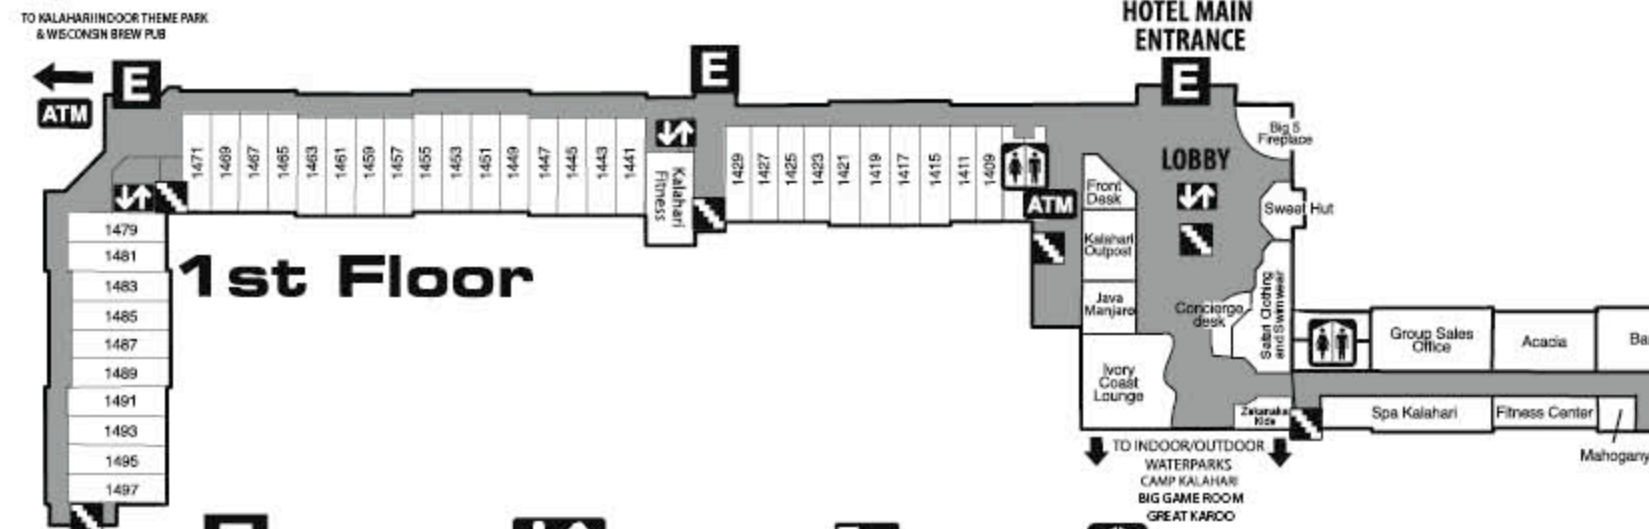 TO KALAHARI INDOOR THEME PARK
& WISCONSIN BREW PUB
HOTEL MAIN
ENTRANCE
E
E
E
ATM
1471
1469
1467
1465
1463
1461
1459
1457
1455
1453
1451
1449
1447
1445
1443
1441
Kalahari
Fitness
1429
1427
1425
1423
1421
1419
1417
1415
1411
1409
ATM
Big 5
Fireplace
LOBBY
Front
Desk
Sweet Hut
Kalahari
Outpost
Java
Manjaro
Concierge
desk
Safari Clothing
and Swimwear
1479
1481
1483
1485
1487
1489
1491
1493
1495
1497
1st Floor
Group Sales
Office
Acacia
Ba
Ivory
Coast
Lounge
Zakanaka
Kids
Spa Kalahari
Fitness Center
Mahogany
TO INDOOR/OUTDOOR
WATERPARKS
CAMP KALAHARI
BIG GAME ROOM
GREAT KAROO